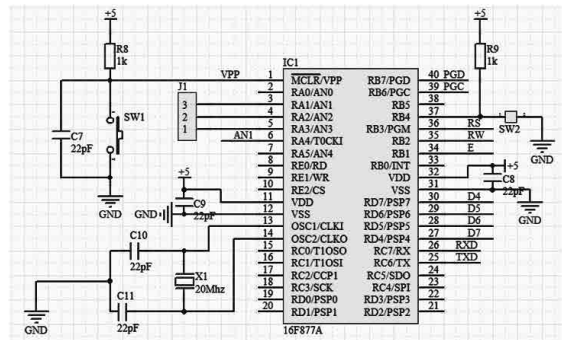 +5
+5
R8
1k
R9
1k
IC1
VPP
1 MCLR/VPP RB7/PGD 40 PGD
2 RA0/AN0 RB6/PGC 39 PGC
3 RA1/AN1 RB5 38
4 RA2/AN2 RB4 37
5 RA3/AN3 RB3/PGM 36 RS
AN1 6 RA4/T0CKI RB2 35 RW
7 RA5/AN4 RB1 34 E
8 RE0/RD RB0/INT 33
9 RE1/WR VDD 32 +5
10 RE2/CS VSS 31
11 VDD RD7/PSP7 30 D4
12 VSS RD6/PSP6 29 D5
13 OSC1/CLKI RD5/PSP5 28 D6
14 OSC2/CLKO RD4/PSP4 27 D7
15 RC0/T1OSO RC7/RX 26 RXD
16 RC1/T1OSI RC6/TX 25 TXD
17 RC2/CCP1 RC5/SDO 24
18 RC3/SCK RC4/SPI 23
19 RD0/PSP0 RD3/PSP3 22
20 RD1/PSP1 RD2/PSP2 21
16F877A
J1
3
2
1
SW1
C7
22pF
GND
SW2
GND
+5
C9
22pF
GND
C8
22pF
GND
C10
22pF
X1
20Mhz
C11
22pF
GND